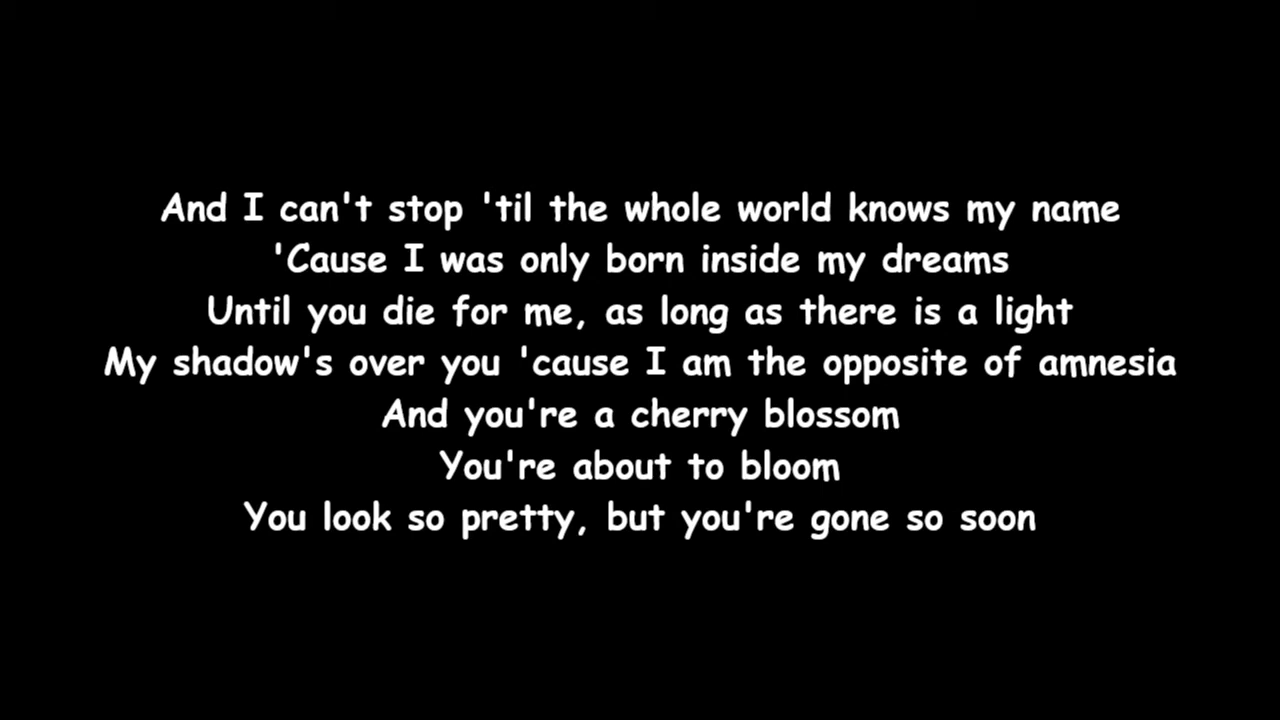 And I can't stop 'til the whole world knows my name
'Cause I was only born inside my dreams
Until you die for me, as long as there is a light
My shadow's over you 'cause I am the opposite of amnesia
And you're a cherry blossom
You're about to bloom
You look so pretty, but you're gone so soon